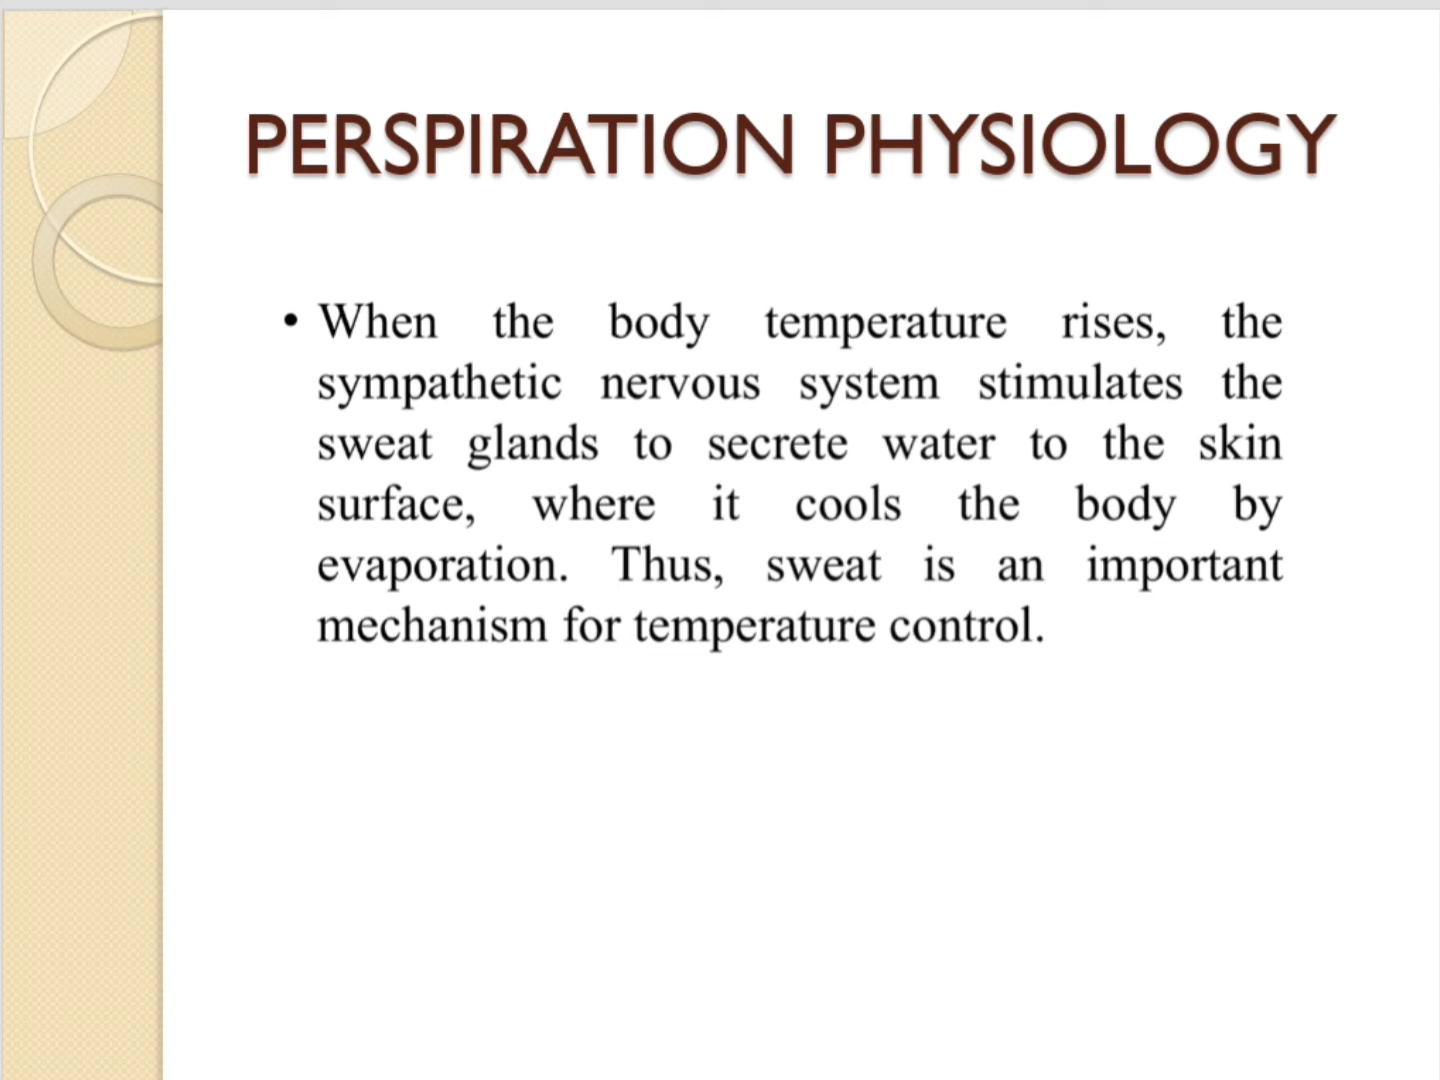 PERSPIRATION PHYSIOLOGY
• When the body temperature rises, the
sympathetic nervous system stimulates the
sweat glands to secrete water to the skin
surface, where it cools the body by
evaporation. Thus, sweat is an important
mechanism for temperature control.